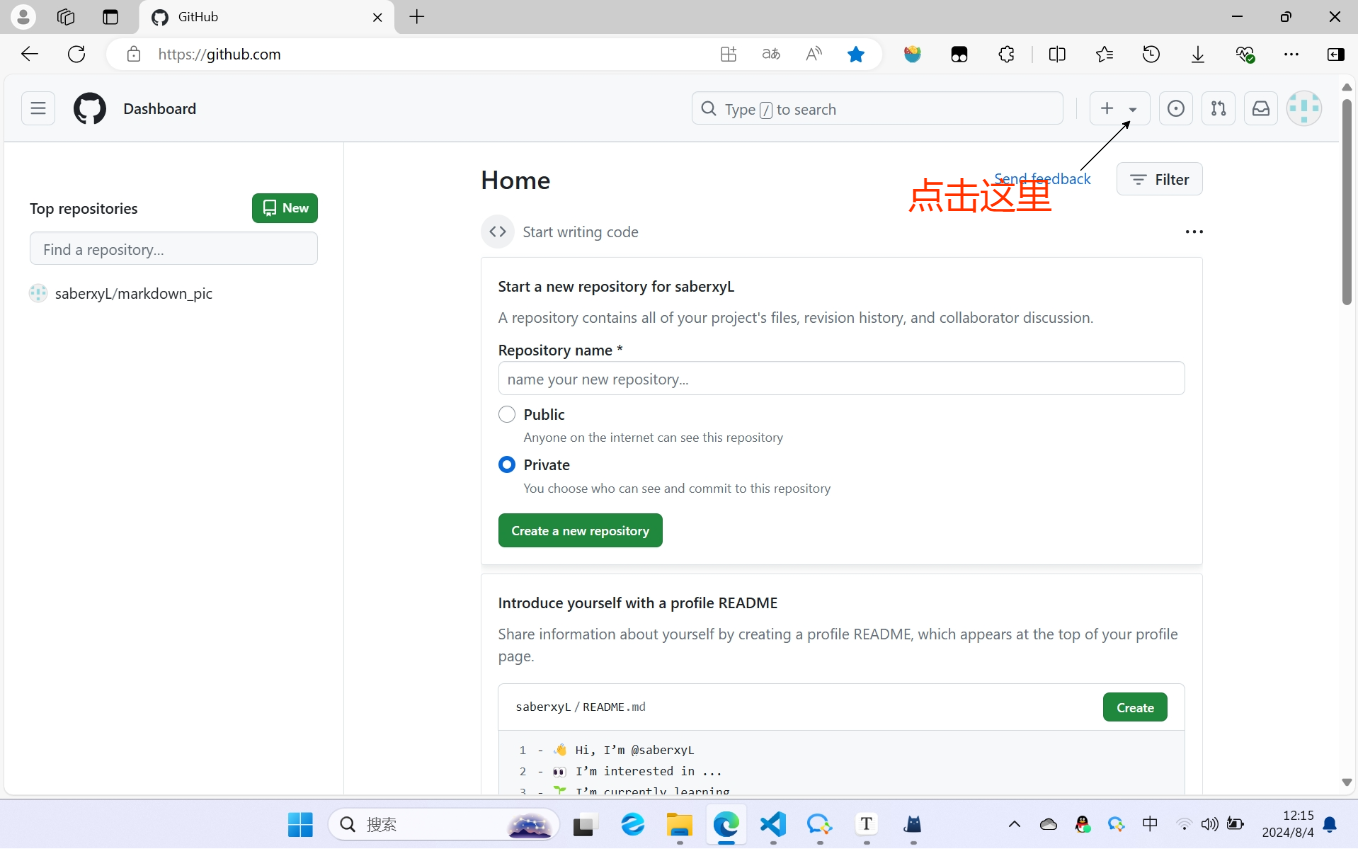 GitHub
https://github.com
Dashboard
Type / to search
点击这里
Send feedback
Filter
Home
Top repositories
New
Find a repository...
saberxyL/markdown_pic
Start writing code
Start a new repository for saberxyL
A repository contains all of your project's files, revision history, and collaborator discussion.
Repository name *
name your new repository...
Public
Anyone on the internet can see this repository
Private
You choose who can see and commit to this repository
Create a new repository
Introduce yourself with a profile README
Share information about yourself by creating a profile README, which appears at the top of your profile
page.
saberxyL / README.md
Create
1 - 👋 Hi, I’m @saberxyL
2 - 👀 I’m interested in ...
3 - 🌱 I’m currently learning
搜索
T
中
12:15
2024/8/4